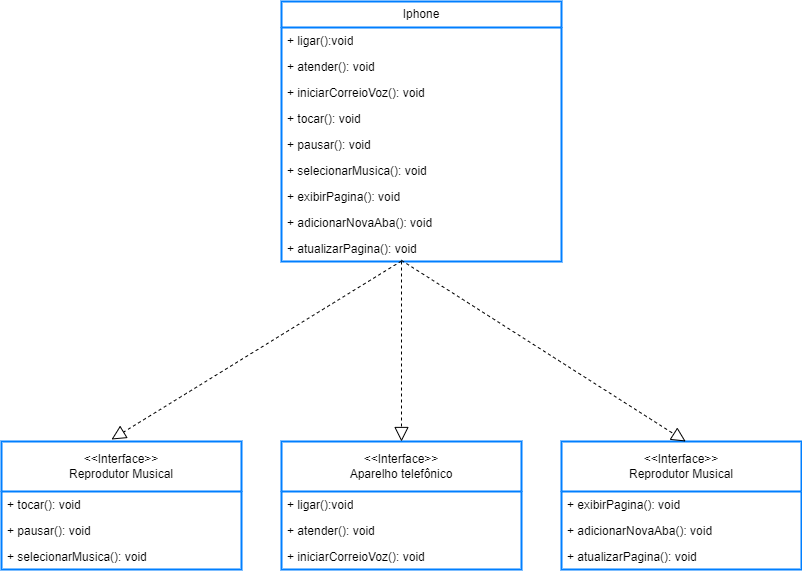 Iphone
+ ligar():void
+ atender(): void
+ iniciarCorreioVoz(): void
+ tocar(): void
+ pausar(): void
+ selecionarMusica(): void
+ exibirPagina(): void
+ adicionarNovaAba(): void
+ atualizarPagina(): void
<<Interface>>
Reprodutor Musical
+ tocar(): void
+ pausar(): void
+ selecionarMusica(): void
<<Interface>>
Aparelho telefônico
+ ligar():void
+ atender(): void
+ iniciarCorreioVoz(): void
<<Interface>>
Reprodutor Musical
+ exibirPagina(): void
+ adicionarNovaAba(): void
+ atualizarPagina(): void